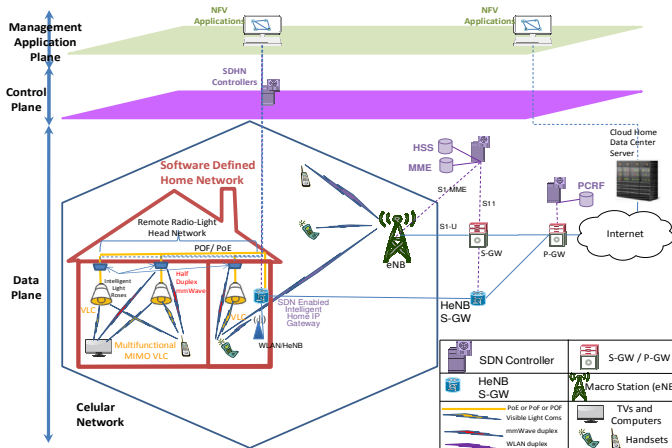 Management
Application
Plane
NFV
Applications
NFV
Applications
SDHN
Controllers
Control
Plane
Cloud Home
Data Center
Server
HSS
MME
Software Defined
Home Network
S1-MME
S11
PCRF
Remote Radio-Light
Head Network
POF/ PoE
S1-U
S-GW
P-GW
Internet
eNB
Data
Plane
Intelligent
Light
Roses
Half
Duplex
mmWave
VLC
VLC
SDN Enabled
Inteligent
Home IP
Gateway
HeNB
S-GW
Multifunctional
MIMO VLC
WLAN/HeNB
Celular
Network
SDN Controller
S-GW / P-GW
HeNB
S-GW
Macro Station (eNB
PoE or PoF or POF
Visible Light Coms
mmWave duplex
WLAN duplex
TVs and
Computers
Handsets